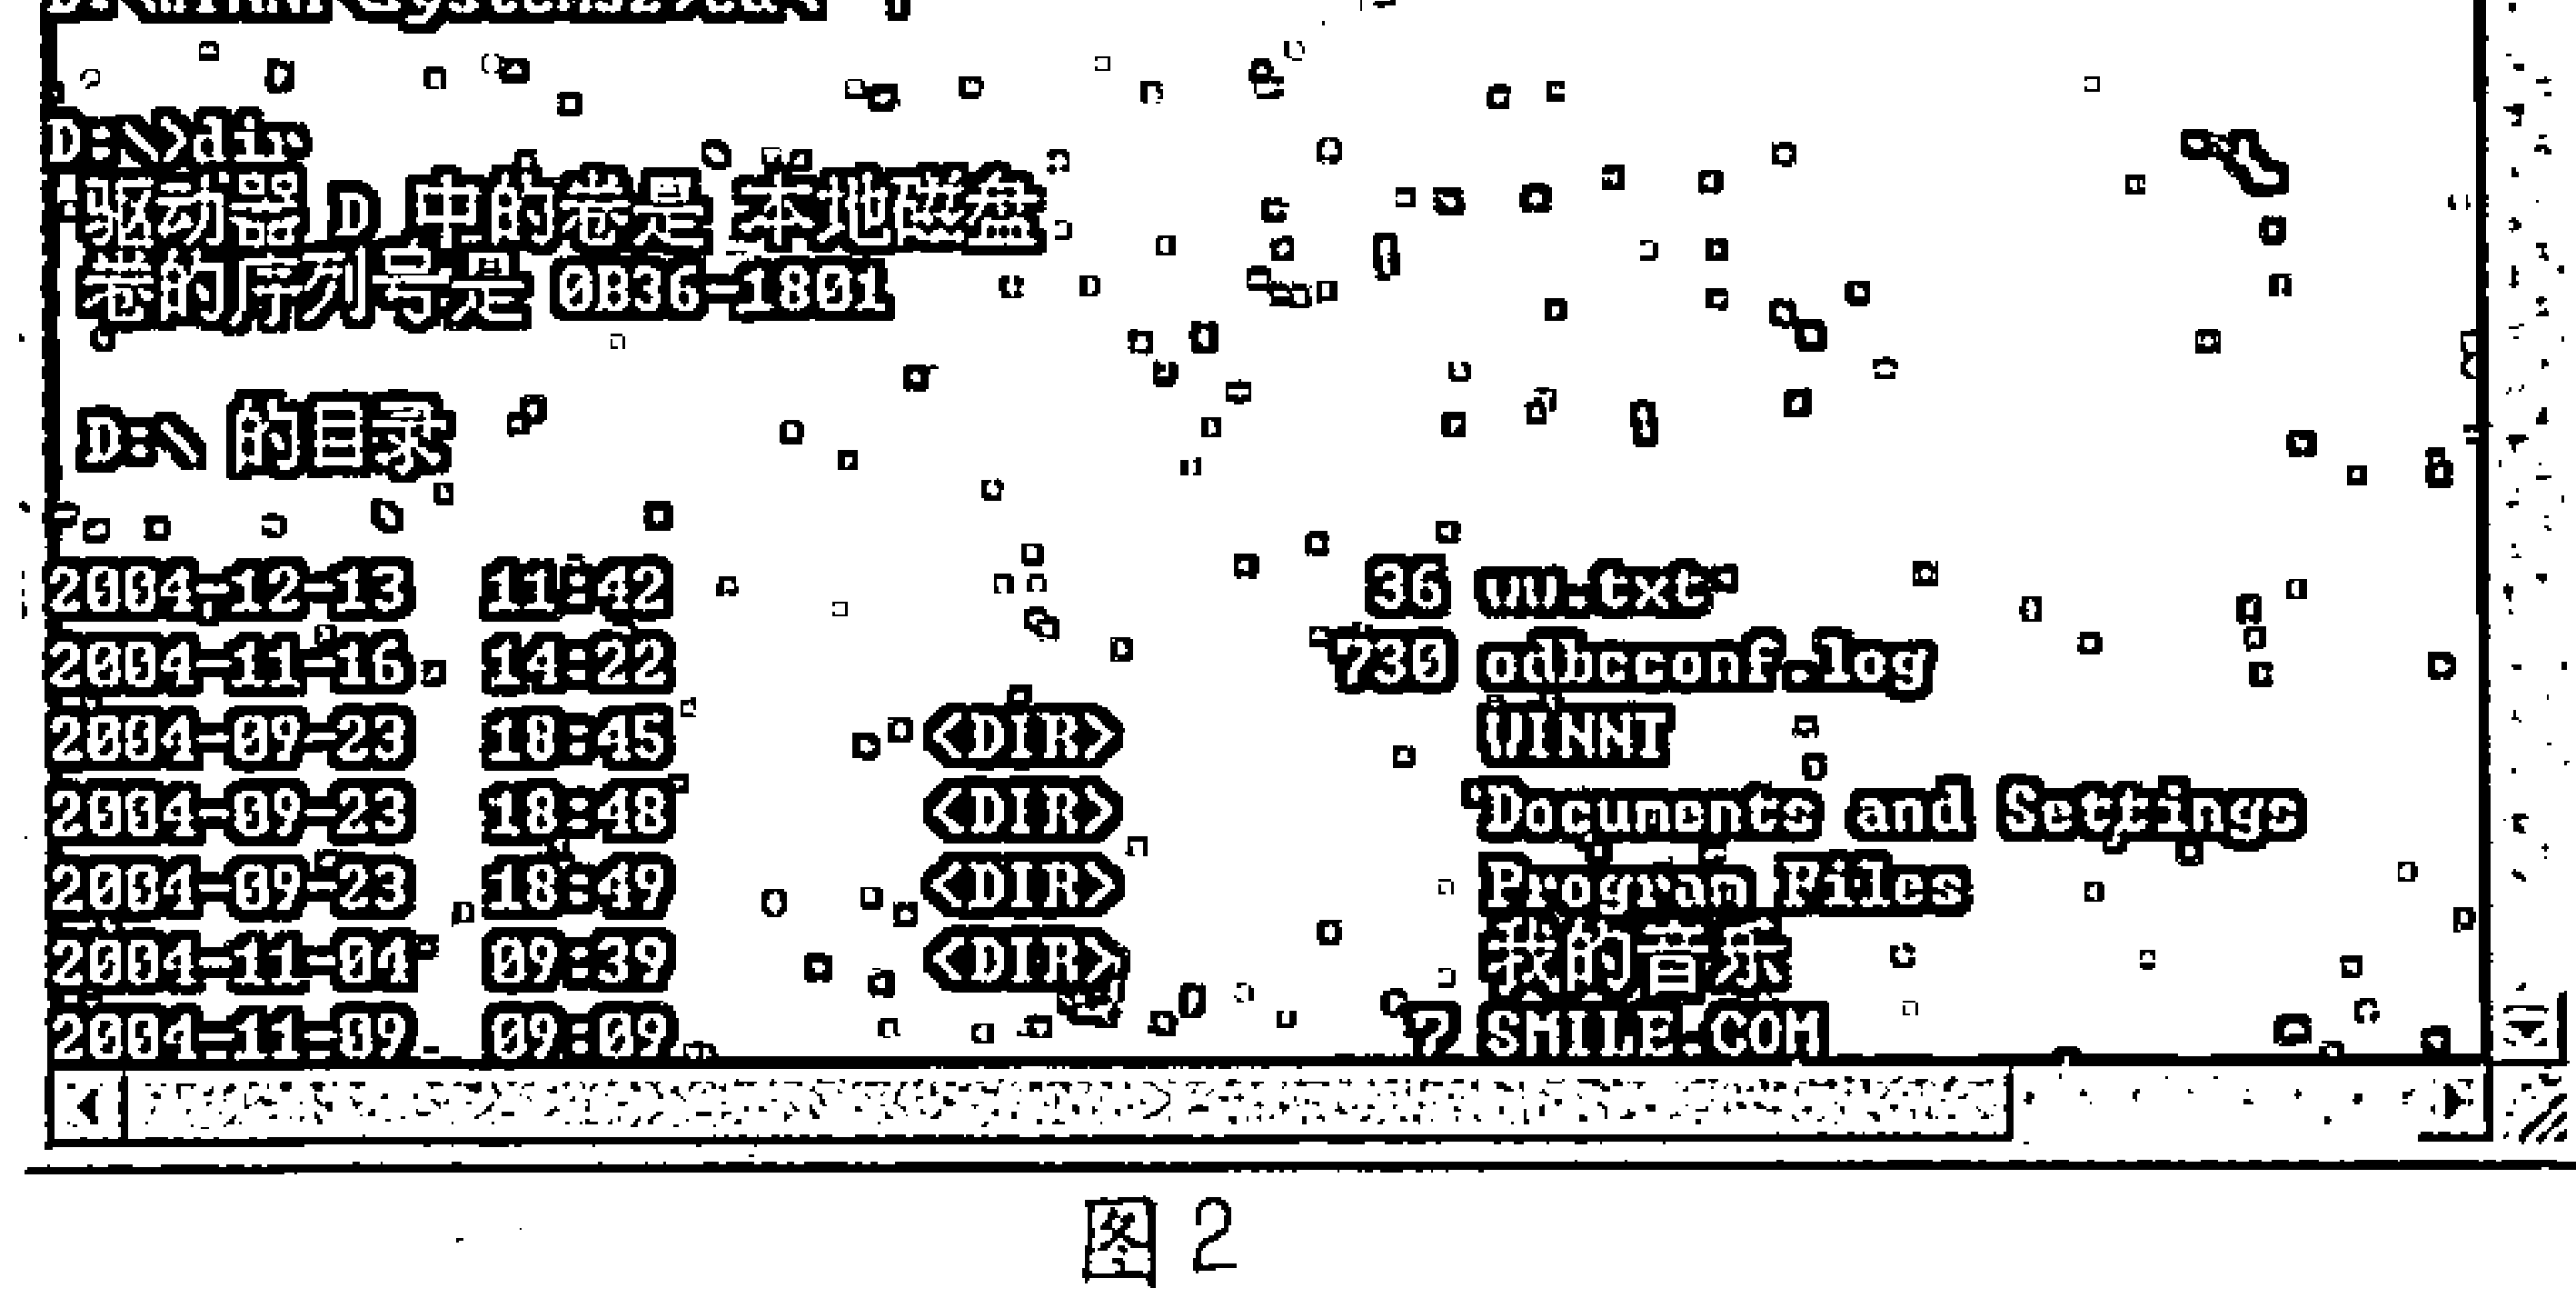 D:\WINNT\System32>cd\
D:\>dir
驱动器 D 中的卷是 本地磁盘
卷的序列号是 0836-1801
D:\ 的目录
2004-12-13 11:42 36 ww.txt
2004-11-16 14:22 730 odbcconf.log
2004-09-23 18:45 <DIR> WINNT
2004-09-23 18:48 <DIR> Documents and Settings
2004-09-23 18:49 <DIR> Program Files
2004-11-04 09:39 <DIR> 我的音乐
2004-11-09 09:09 7 SMILE.COM
图2